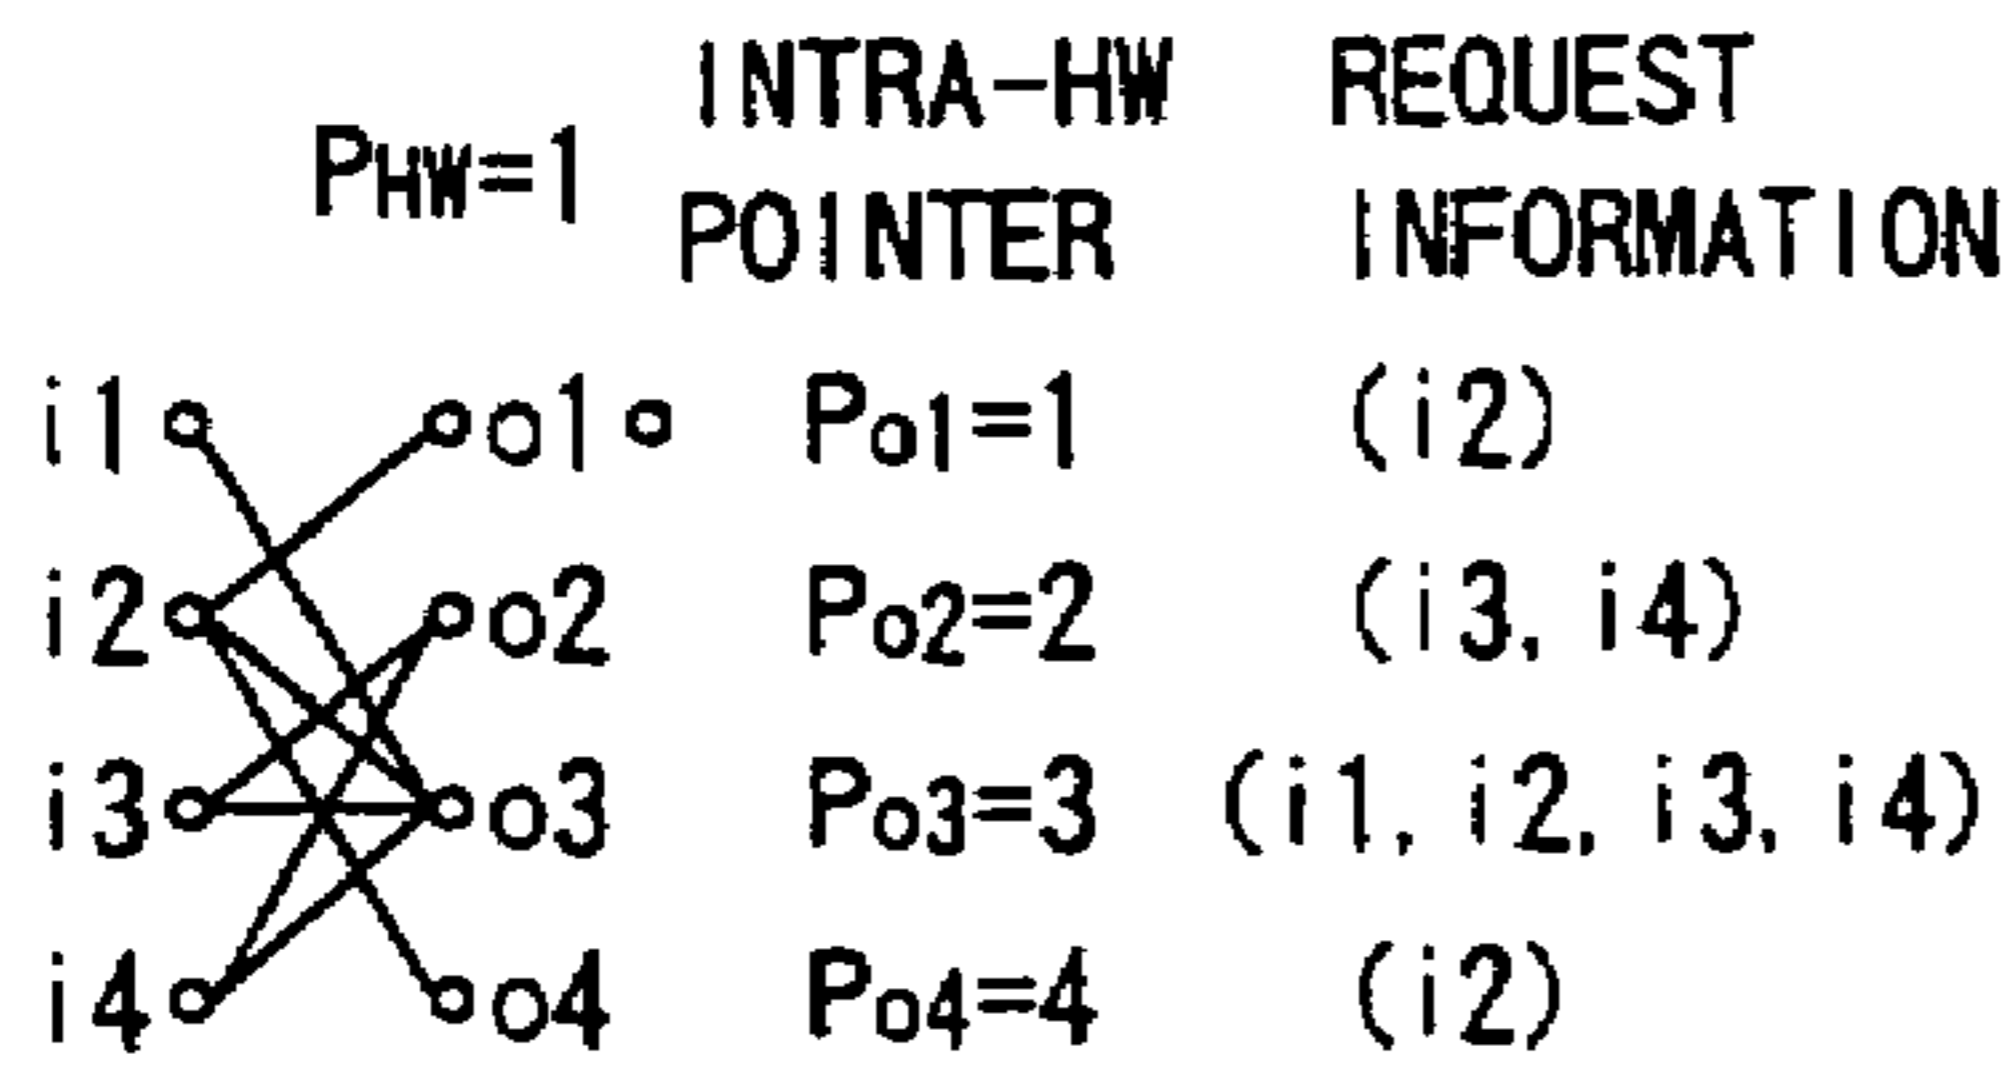 INTRA-HW REQUEST
PHW=1 POINTER INFORMATION
i1 o1 Po1=1 (i2)
i2 o2 Po2=2 (i3, i4)
i3 o3 Po3=3 (i1, i2, i3, i4)
i4 o4 Po4=4 (i2)